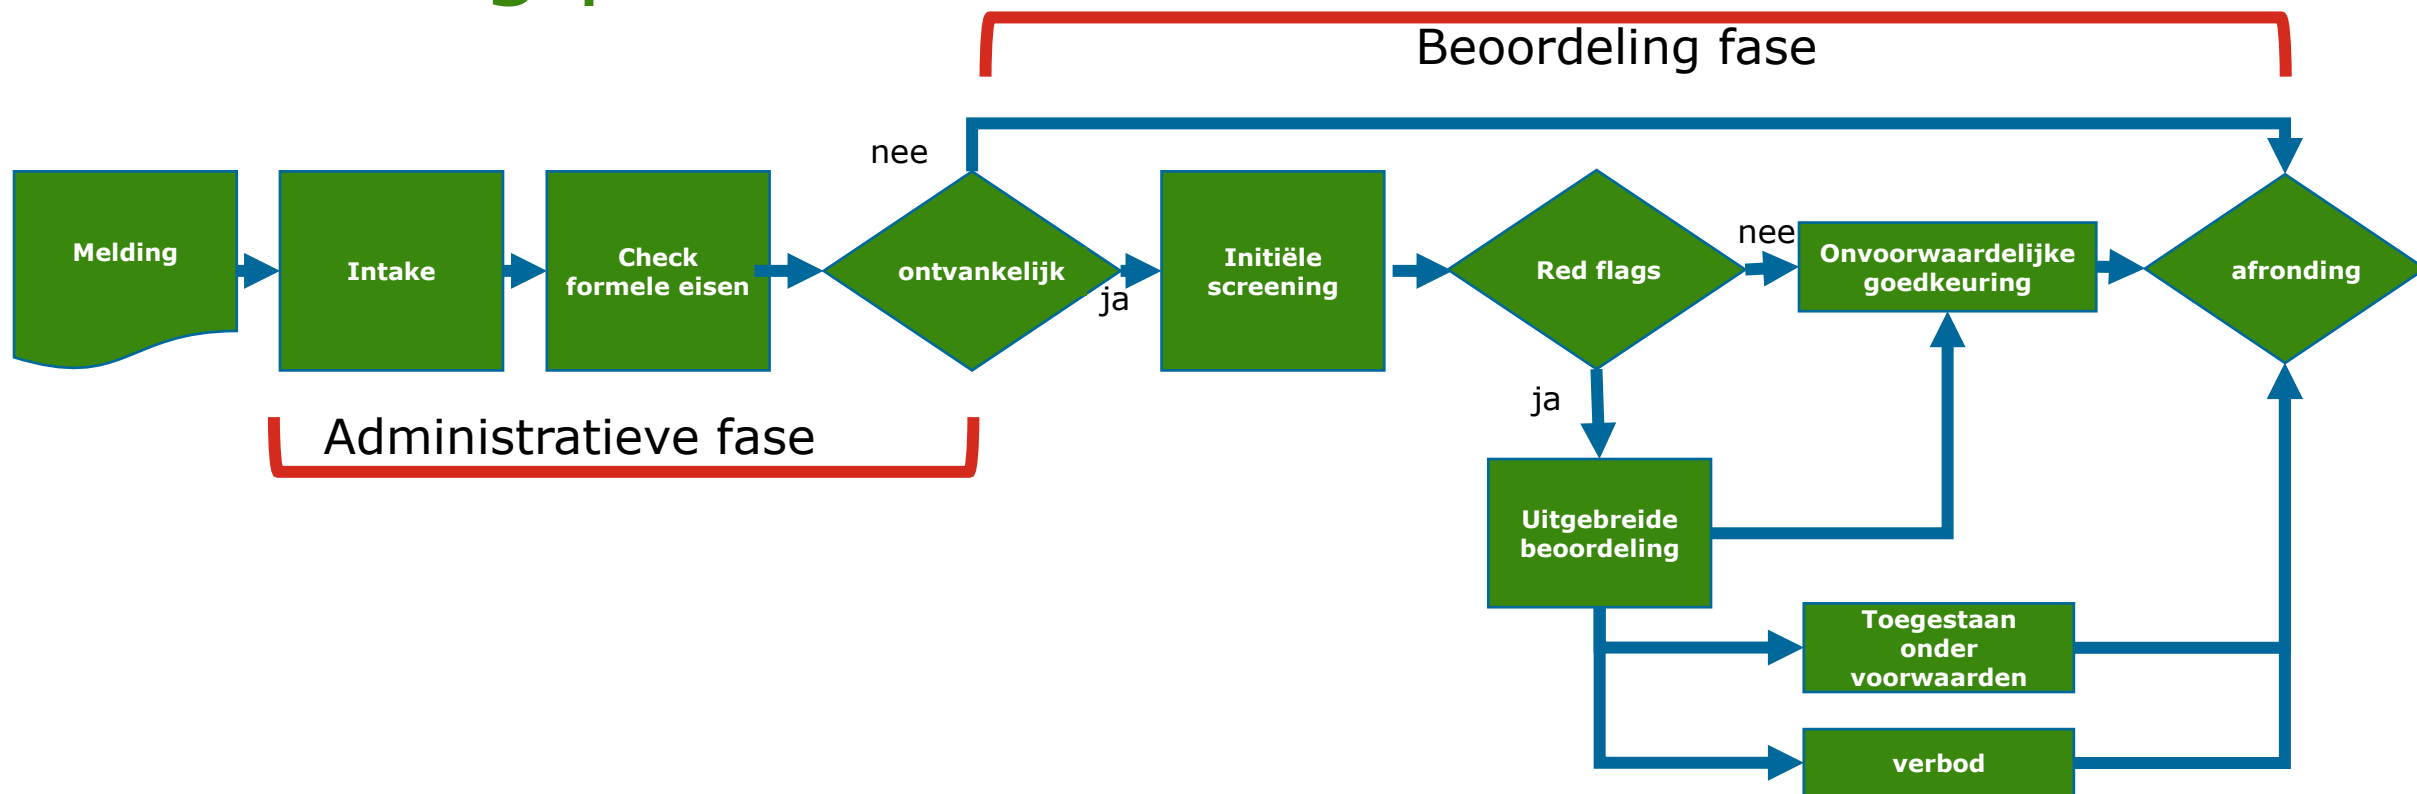 Beoordeling fase
nee
Melding
Intake
Check
formele eisen
ontvankelijk
ja
Initiële
screening
Red flags
nee
Onvoorwaardelijke
goedkeuring
afronding
ja
Administratieve fase
Uitgebreide
beoordeling
Toegestaan
onder
voorwaarden
verbod